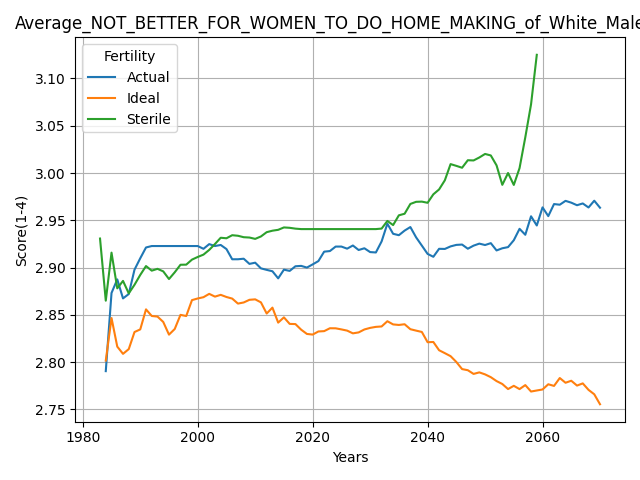 Average_NOT_BETTER_FOR_WOMEN_TO_DO_HOME_MAKING_of_White_Male
Fertility
Actual
Ideal
Sterile
Score(1-4)
3.10
3.05
3.00
2.95
2.90
2.85
2.80
2.75
1980 2000 2020 2040 2060
Years